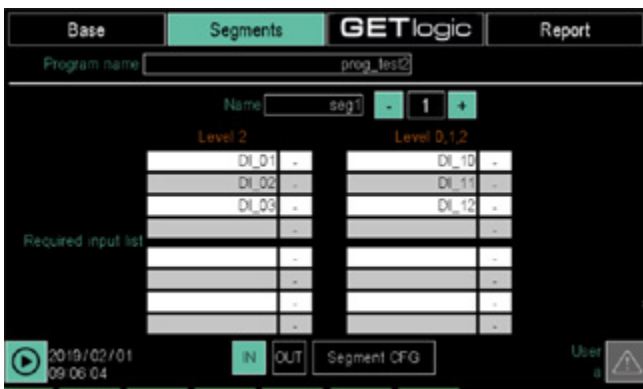 Base Segments GETlogic Report
Program name prog_test2
Name seg1 - 1 +
Level 2 Level 0,1,2
DI_01 - DI_10 -
DI_02 - DI_11 -
DI_03 - DI_12 -
- -
Required input list
- -
- -
- -
- -
2019/02/01
09:06:04
IN OUT Segment CFG
User
a